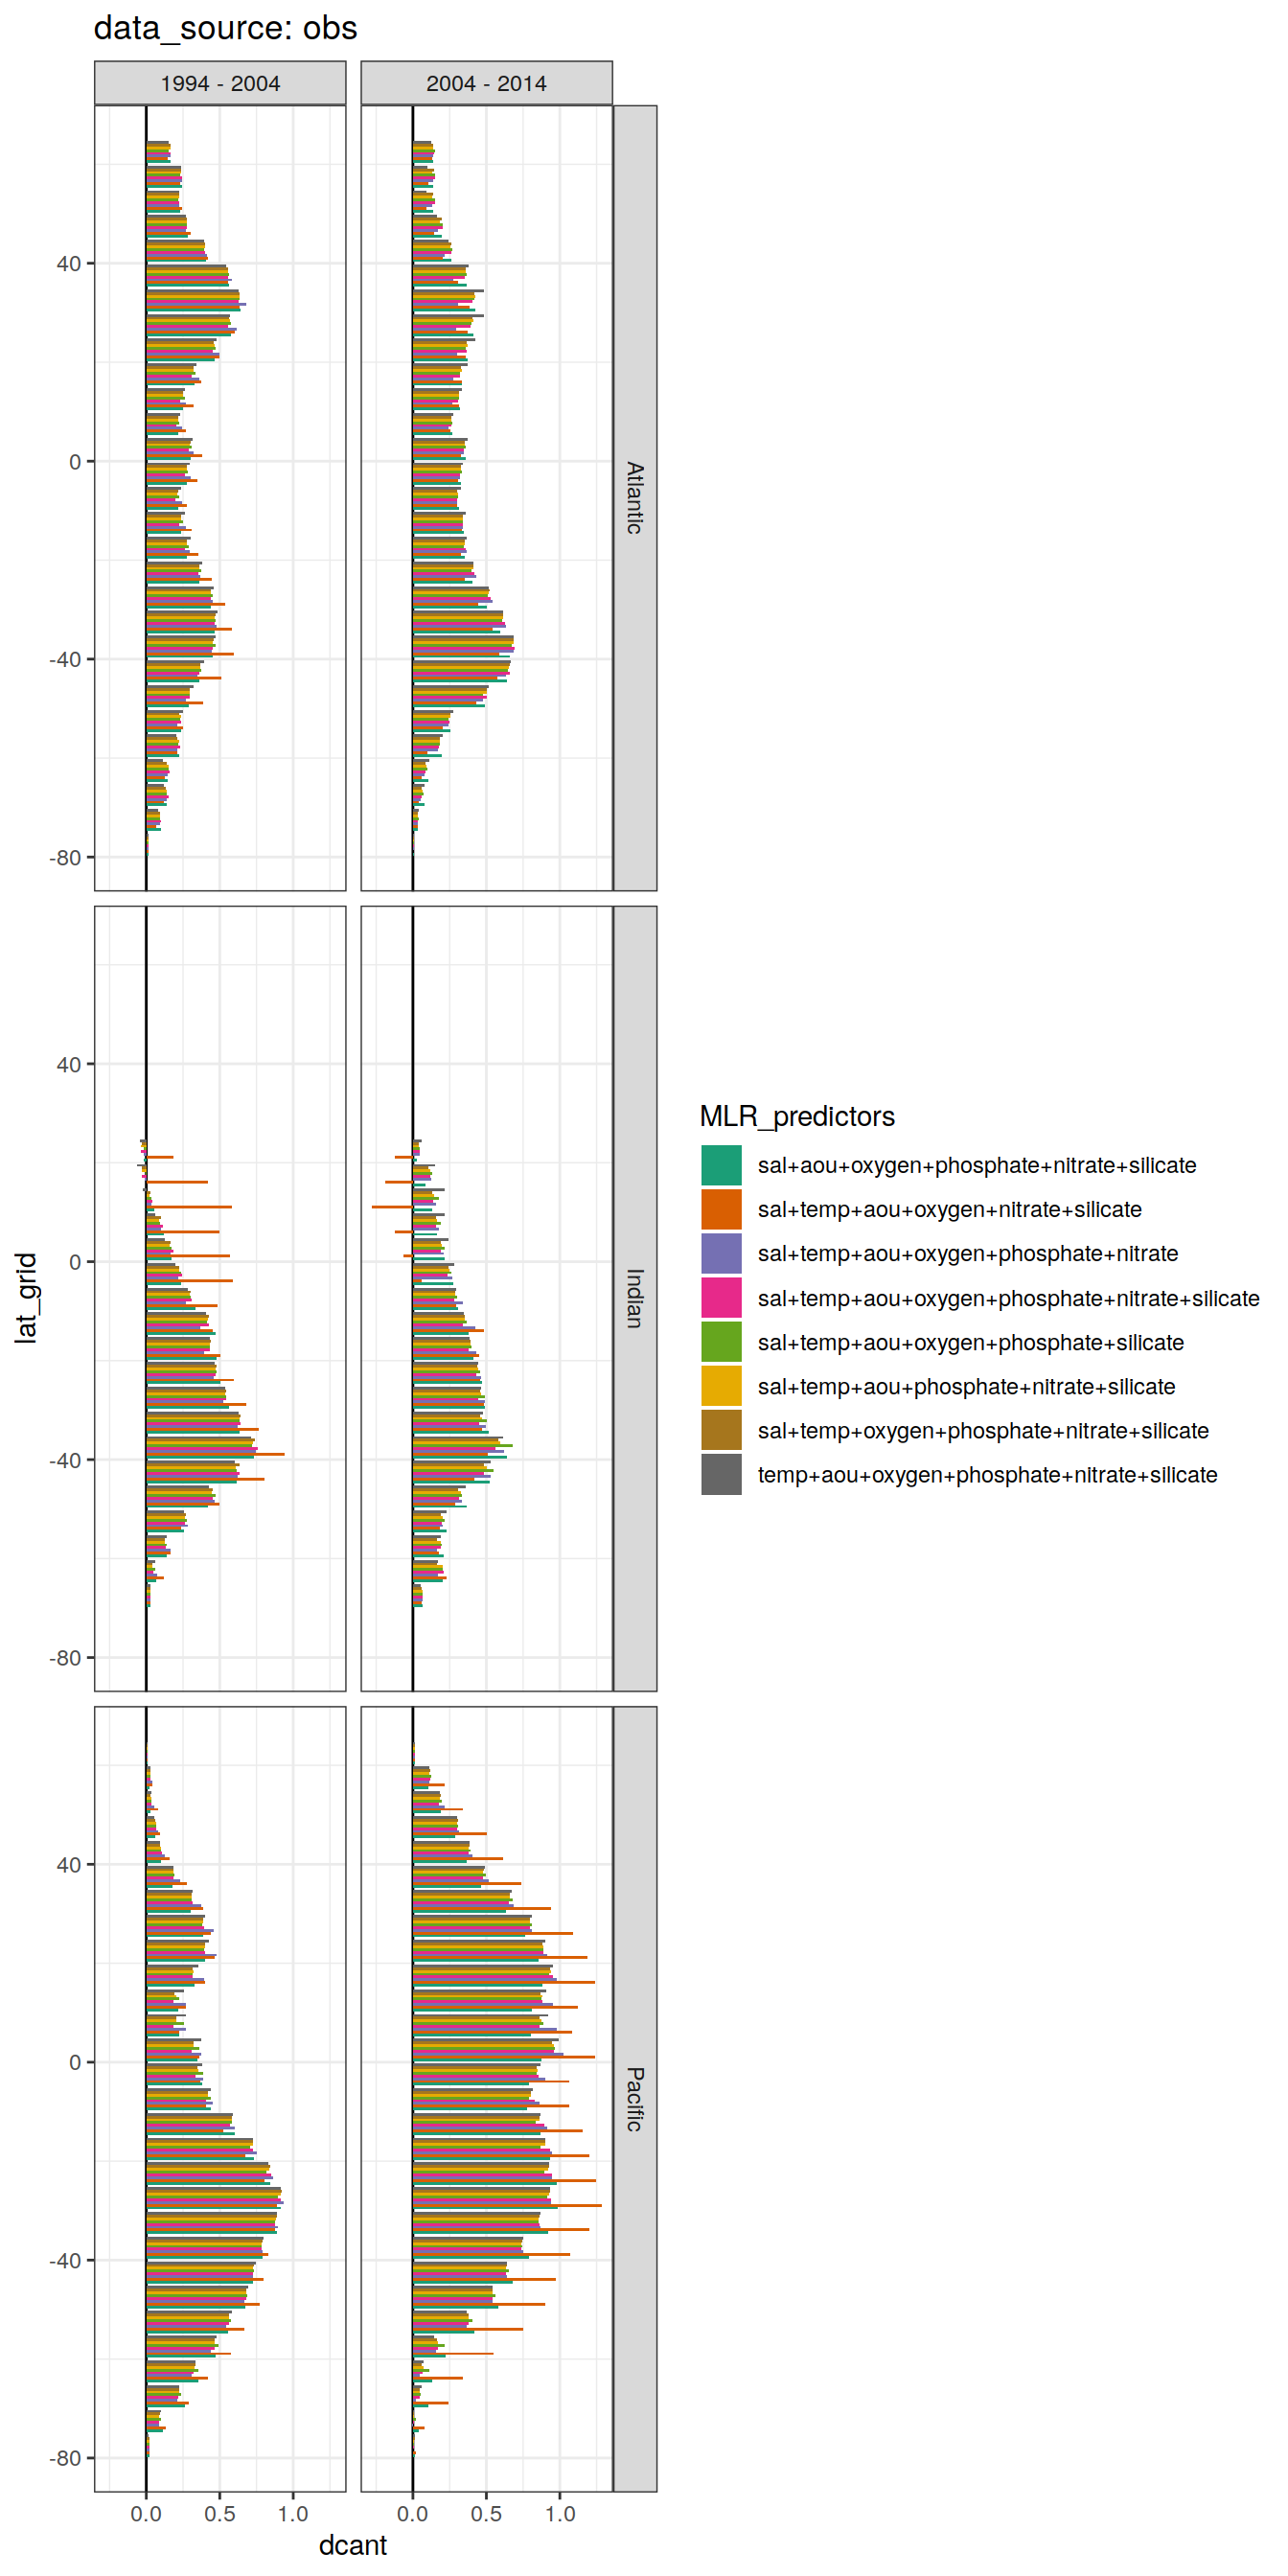 data_source: obs
1994 - 2004
2004 - 2014
40
0
-40
-80
Atlantic
40
0
-40
-80
Indian
40
0
-40
-80
Pacific
0.0
0.5
1.0
0.0
0.5
1.0
dcant
lat_grid
MLR_predictors
sal+aou+oxygen+phosphate+nitrate+silicate
sal+temp+aou+oxygen+nitrate+silicate
sal+temp+aou+oxygen+phosphate+nitrate
sal+temp+aou+oxygen+phosphate+nitrate+silicate
sal+temp+aou+oxygen+phosphate+silicate
sal+temp+aou+phosphate+nitrate+silicate
sal+temp+oxygen+phosphate+nitrate+silicate
temp+aou+oxygen+phosphate+nitrate+silicate